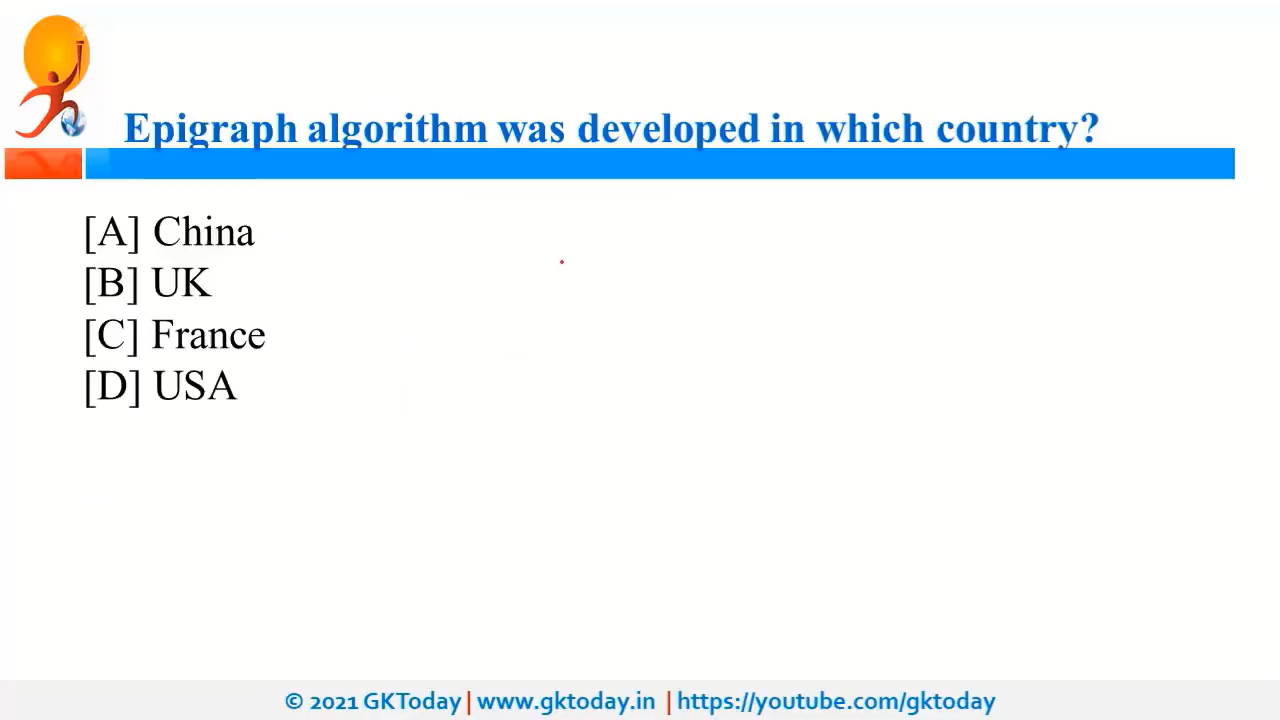 Epigraph algorithm was developed in which country?
[A] China
[B] UK
[C] France
[D] USA
© 2021 GKToday | www.gktoday.in | https://youtube.com/gktoday